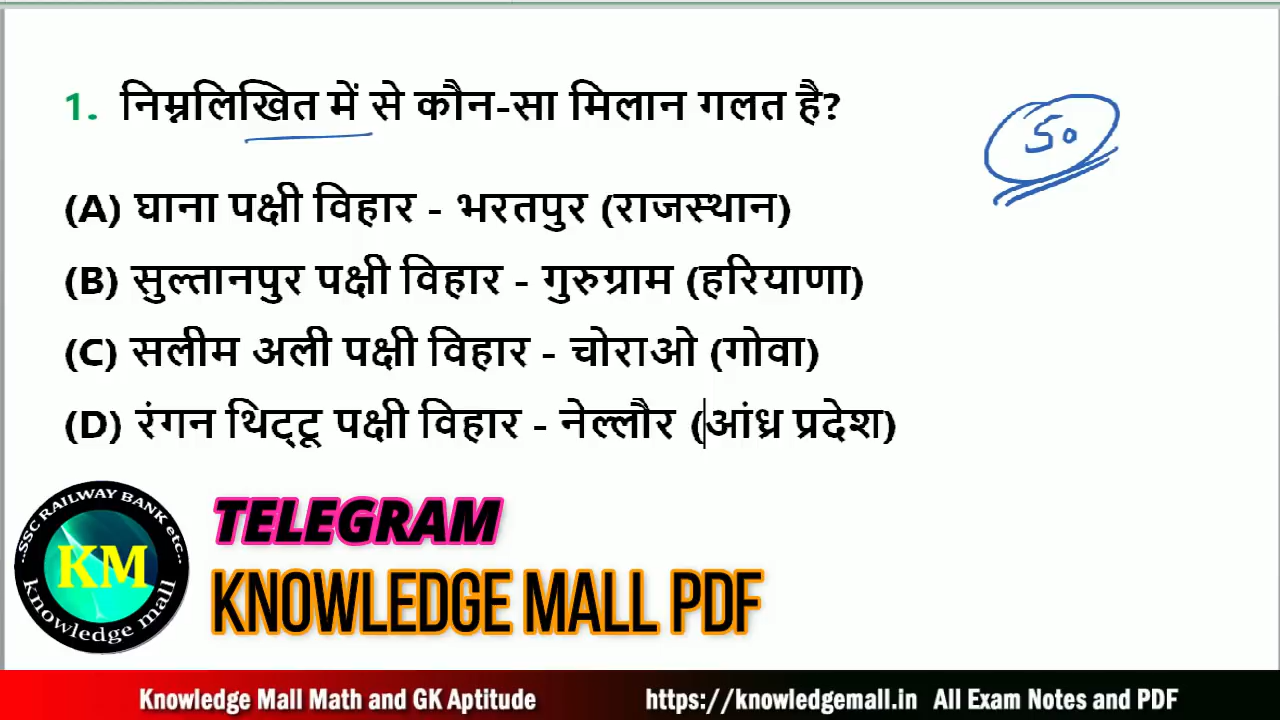 1. निम्नलिखित में से कौन-सा मिलान गलत है?
50
(A) घाना पक्षी विहार - भरतपुर (राजस्थान)
(B) सुल्तानपुर पक्षी विहार - गुरुग्राम (हरियाणा)
(C) सलीम अली पक्षी विहार - चोराओ (गोवा)
(D) रंगन थिट्टू पक्षी विहार - नेल्लौर (आंध्र प्रदेश)
..SSC RAILWAY BANK etc..
KM
Knowledge mall
TELEGRAM
KNOWLEDGE MALL PDF
Knowledge Mall Math and GK Aptitude https://knowledgemall.in All Exam Notes and PDF